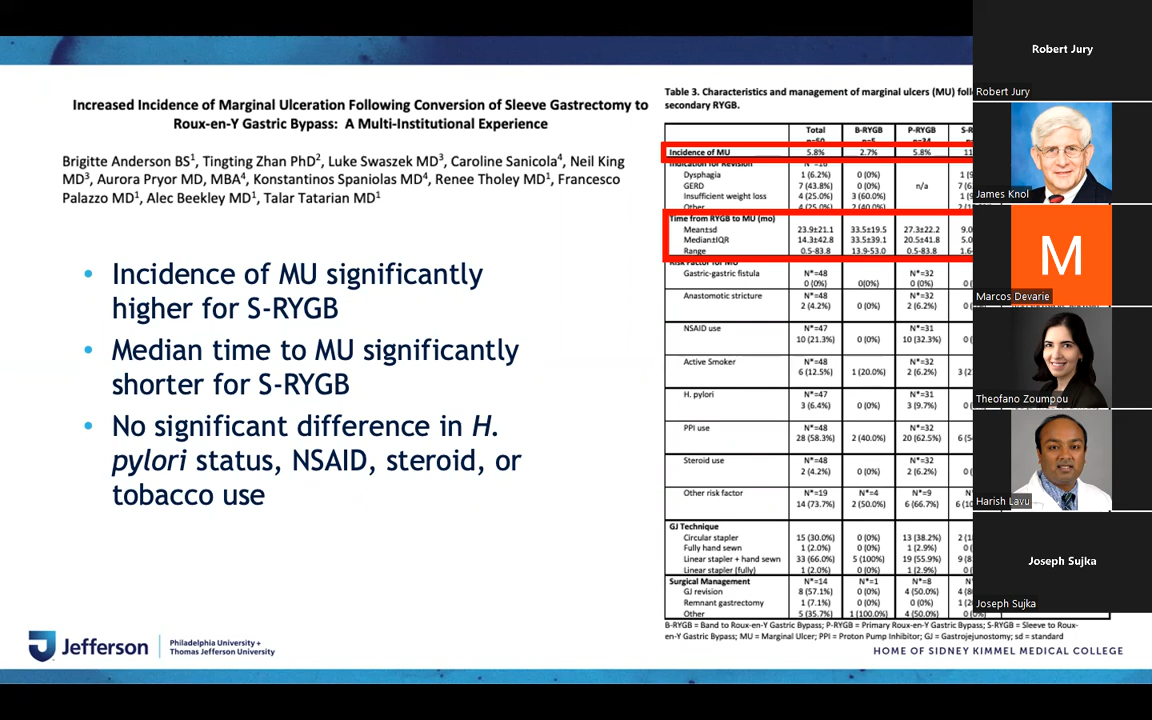 Increased Incidence of Marginal Ulceration Following Conversion of Sleeve Gastrectomy to
Roux-en-Y Gastric Bypass: A Multi-Institutional Experience
Brigitte Anderson BS1, Tingting Zhan PhD2, Luke Swaszek MD3, Caroline Sanicola4, Neil King
MD3, Aurora Pryor MD, MBA4, Konstantinos Spaniolas MD4, Renee Tholey MD1, Francesco
Palazzo MD1, Alec Beekley MD1, Talar Tatarian MD1
• Incidence of MU significantly
higher for S-RYGB
• Median time to MU significantly
shorter for S-RYGB
• No significant difference in H.
pylori status, NSAID, steroid, or
tobacco use
Table 3. Characteristics and management of marginal ulcers (MU)
secondary RYGB.
Total B-RYGB P-RYGB
Incidence of MU 5.8% 2.7% 5.8% 11
Indication for Revision
Dysphagia 1 (6.2%) 0 (0%)
GERD 7 (43.8%) 0 (0%) n/a
Insufficient weight loss 4 (25.0%) 3 (60.0%)
Other 4 (25.0%) 2 (40.0%)
Time from RYGB to MU (mo)
Mean±sd 23.9±21.1 33.5±19.5 27.3±22.2 9.0
Median±IQR 14.3±42.8 33.5±39.1 20.5±41.8 5.0
Range 0.5-83.8 13.9-53.0 0.5-83.8 1.6
Risk Factor for MU
Gastric-gastric fistula N*=48 N*=32
0 (0%) 0(0%) 0 (0%)
Anastomotic stricture N*=48 N*=32
2 (4.2%) 0 (0%) 2 (6.2%)
NSAID use N*=47 N*=31
10 (21.3%) 0 (0%) 10 (32.3%)
Active Smoker N*=48 N*=32
6 (12.5%) 1 (20.0%) 2 (6.2%)
H. pylori N*=47 N*=31
3 (6.4%) 0 (0%) 3 (9.7%)
PPI use N*=48 N*=32
28 (58.3%) 2 (40.0%) 20 (62.5%)
Steroid use N*=48 N*=32
2 (4.2%) 0 (0%) 2 (6.2%)
Other risk factor N*=19 N*=4 N*=9
14 (73.7%) 2 (50.0%) 6 (66.7%)
GJ Technique
Circular stapler 15 (30.0%) 0 (0%) 13 (38.2%)
Fully hand sewn 1 (2.0%) 0 (0%) 1 (2.9%)
Linear stapler + hand sewn 33 (66.0%) 5 (100%) 19 (55.9%)
Linear stapler (fully) 1 (2.0%) 0 (0%) 1 (2.9%)
Surgical Management N*=14 N*=1 N*=8
GJ revision 8 (57.1%) 0 (0%) 4 (50.0%)
Remnant gastrectomy 1 (7.1%) 0 (0%) 0 (0%)
Other 5 (35.7%) 1 (100.0%) 4 (50.0%)
B-RYGB = Band to Roux-en-Y Gastric Bypass; P-RYGB = Primary Roux-en-Y Gastric Bypass; S-RYGB = Sleeve to Roux-
en-Y Gastric Bypass; MU = Marginal Ulcer; PPI = Proton Pump Inhibitor; GJ = Gastrojejunostomy; sd = standard
Jefferson
Philadelphia University +
Thomas Jefferson University
HOME OF SIDNEY KIMMEL MEDICAL COLLEGE
Robert Jury
Robert Jury
James Knol
M
Marcos Devarie
Theofano Zoumpou
Harish Lavu
Joseph Sujka
Joseph Sujka